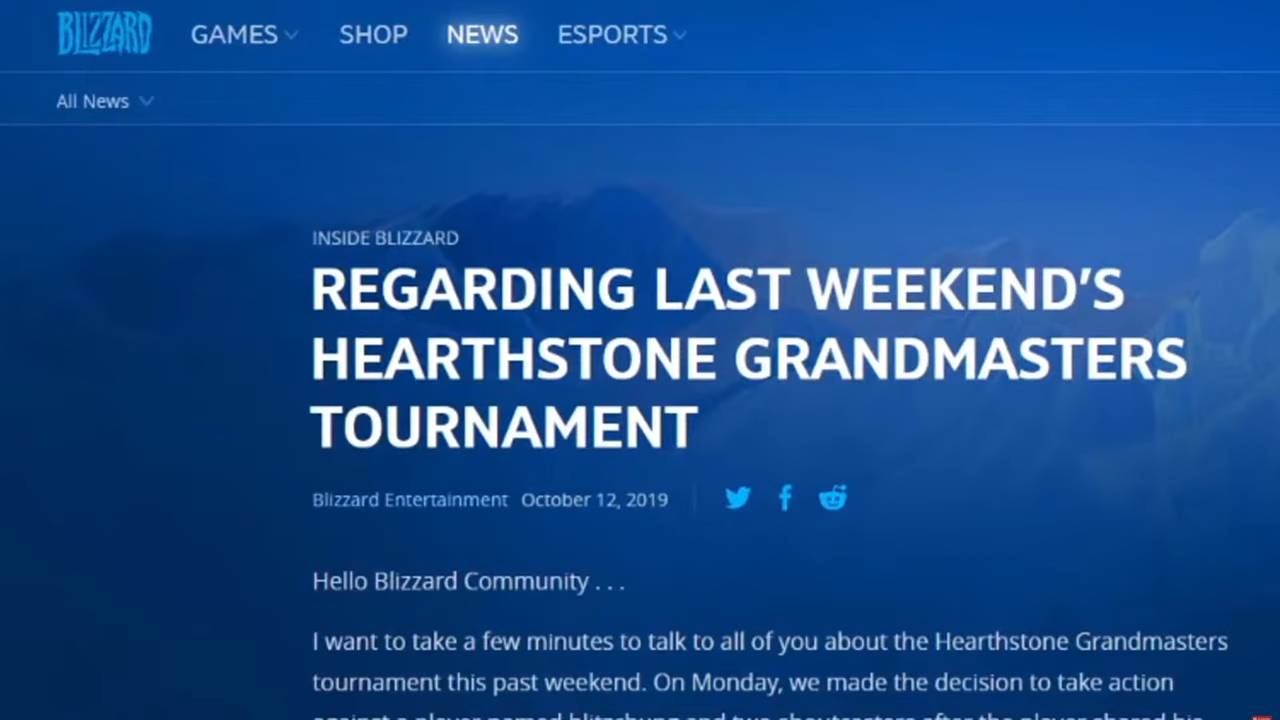 BLIZZARD GAMES SHOP NEWS ESPORTS
All News
INSIDE BLIZZARD
REGARDING LAST WEEKEND'S
HEARTHSTONE GRANDMASTERS
TOURNAMENT
Blizzard Entertainment October 12, 2019
Hello Blizzard Community . . .
I want to take a few minutes to talk to all of you about the Hearthstone Grandmasters
tournament this past weekend. On Monday, we made the decision to take action